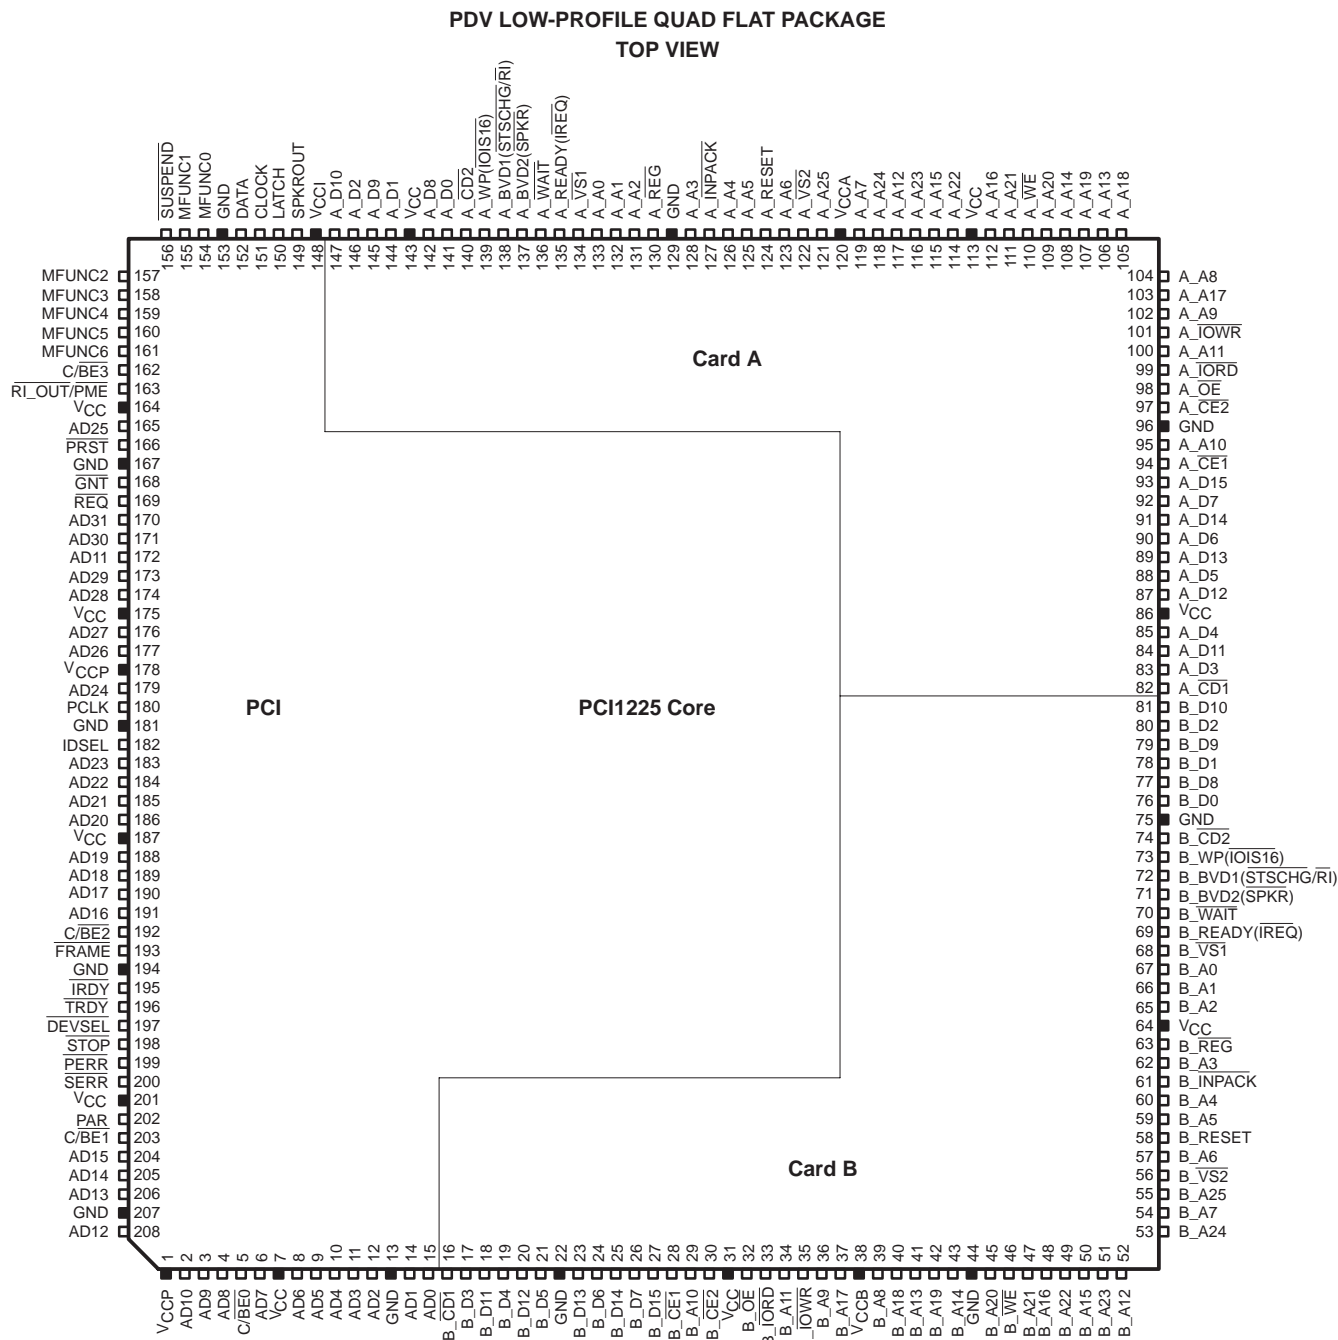 PDV LOW-PROFILE QUAD FLAT PACKAGE
TOP VIEW
SUSPEND
MFUNC1
MFUNC0
GND
DATA
CLOCK
LATCH
SPKROUT
VCCI
A_D10
A_D2
A_D9
A_D1
VCC
A_D8
A_D0
A_CD2
A_WP(IOIS16)
A_BVD1(STSCHG/RI)
A_BVD2(SPKR)
A_WAIT
A_READY(IREQ)
A_VS1
A_A0
A_A1
A_A2
A_REG
GND
A_A3
A_INPACK
A_A4
A_A5
A_RESET
A_A6
A_VS2
A_A25
VCCA
A_A7
A_A24
A_A12
A_A23
A_A15
A_A22
VCC
A_A16
A_A21
A_WE
A_A20
A_A14
A_A19
A_A13
A_A18
156
155
154
153
152
151
150
149
148
147
146
145
144
143
142
141
140
139
138
137
136
135
134
133
132
131
130
129
128
127
126
125
124
123
122
121
120
119
118
117
116
115
114
113
112
111
110
109
108
107
106
105
MFUNC2 157
MFUNC3 158
MFUNC4 159
MFUNC5 160
MFUNC6 161
C/BE3 162
RI_OUT/PME 163
VCC 164
AD25 165
PRST 166
GND 167
GNT 168
REQ 169
AD31 170
AD30 171
AD11 172
AD29 173
AD28 174
VCC 175
AD27 176
AD26 177
VCCP 178
AD24 179
PCLK 180
GND 181
IDSEL 182
AD23 183
AD22 184
AD21 185
AD20 186
VCC 187
AD19 188
AD18 189
AD17 190
AD16 191
C/BE2 192
FRAME 193
GND 194
IRDY 195
TRDY 196
DEVSEL 197
STOP 198
PERR 199
SERR 200
VCC 201
PAR 202
C/BE1 203
AD15 204
AD14 205
AD13 206
GND 207
AD12 208
Card A
PCI
PCI1225 Core
Card B
104 A_A8
103 A_A17
102 A_A9
101 A_IOWR
100 A_A11
99 A_IORD
98 A_OE
97 A_CE2
96 GND
95 A_A10
94 A_CE1
93 A_D15
92 A_D7
91 A_D14
90 A_D6
89 A_D13
88 A_D5
87 A_D12
86 VCC
85 A_D4
84 A_D11
83 A_D3
82 A_CD1
81 B_D10
80 B_D2
79 B_D9
78 B_D1
77 B_D8
76 B_D0
75 GND
74 B_CD2
73 B_WP(IOIS16)
72 B_BVD1(STSCHG/RI)
71 B_BVD2(SPKR)
70 B_WAIT
69 B_READY(IREQ)
68 B_VS1
67 B_A0
66 B_A1
65 B_A2
64 VCC
63 B_REG
62 B_A3
61 B_INPACK
60 B_A4
59 B_A5
58 B_RESET
57 B_A6
56 B_VS2
55 B_A25
54 B_A7
53 B_A24
1
2
3
4
5
6
7
8
9
10
11
12
13
14
15
16
17
18
19
20
21
22
23
24
25
26
27
28
29
30
31
32
33
34
35
36
37
38
39
40
41
42
43
44
45
46
47
48
49
50
51
52
VCCP
AD10
AD9
AD8
C/BE0
AD7
VCC
AD6
AD5
AD4
AD3
AD2
GND
AD1
AD0
B_CD1
B_D3
B_D11
B_D4
B_D12
B_D5
GND
B_D13
B_D6
B_D14
B_D7
B_D15
B_CE1
B_A10
B_CE2
VCC
B_OE
B_IORD
B_A11
_IOWR
B_A9
B_A17
VCCB
B_A8
B_A18
B_A13
B_A19
B_A14
GND
B_A20
B_WE
B_A21
B_A16
B_A22
B_A15
B_A23
B_A12